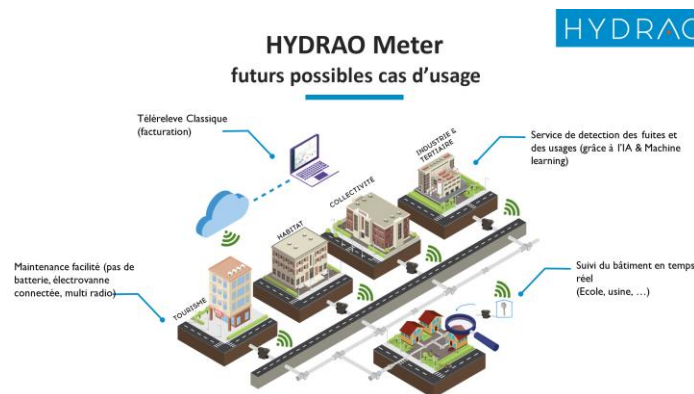 HYDRAO
HYDRAO Meter
futurs possibles cas d’usage
Téléreleve Classique
(facturation)
INDUSTRIE &
TERTIAIRE
Service de detection des fuites et
des usages (grâce à l’IA & Machine
learning)
COLLECTIVITÉ
HABITAT
Maintenance facilité (pas de
batterie, électrovanne
connectée, multi radio)
TOURISME
Suivi du bâtiment en temps
réel
(Ecole, usine, …)